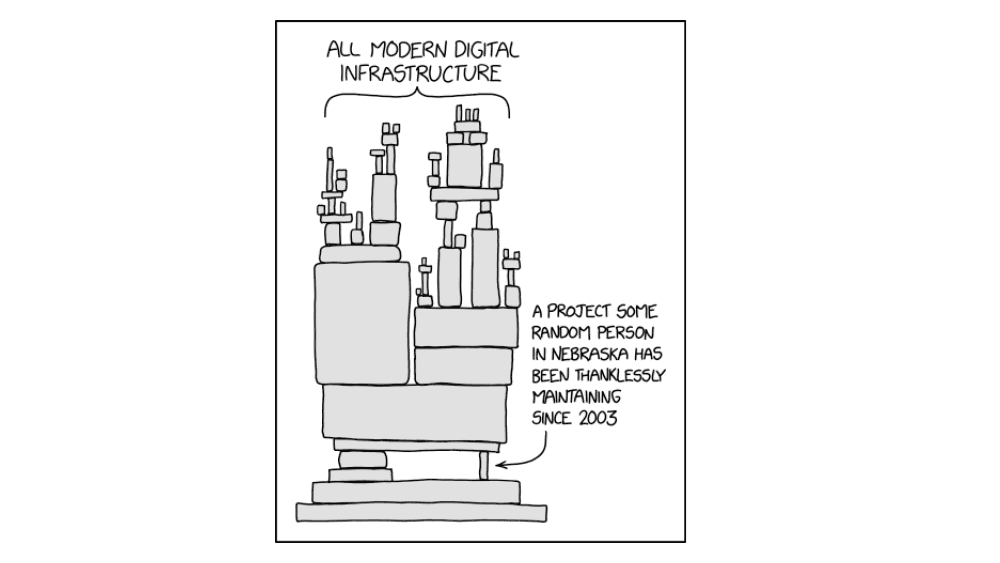 ALL MODERN DIGITAL
INFRASTRUCTURE
A PROJECT SOME
RANDOM PERSON
IN NEBRASKA HAS
BEEN THANKLESSLY
MAINTAINING
SINCE 2003